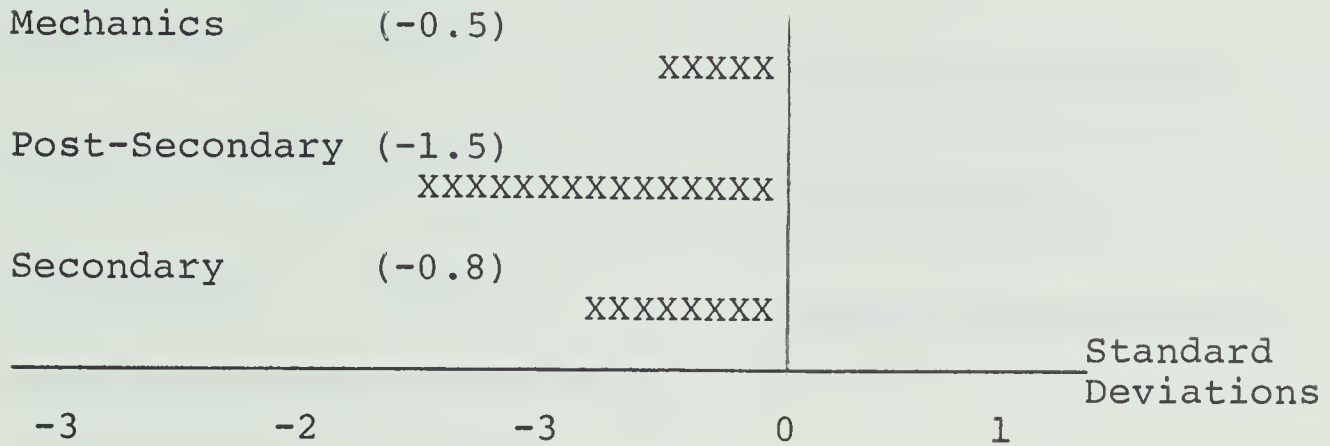 Mechanics (-0.5)
XXXXX
Post-Secondary (-1.5)
XXXXXXXXXXXXXXX
Secondary (-0.8)
XXXXXXXX
Standard
Deviations
-3 -2 -3 0 1